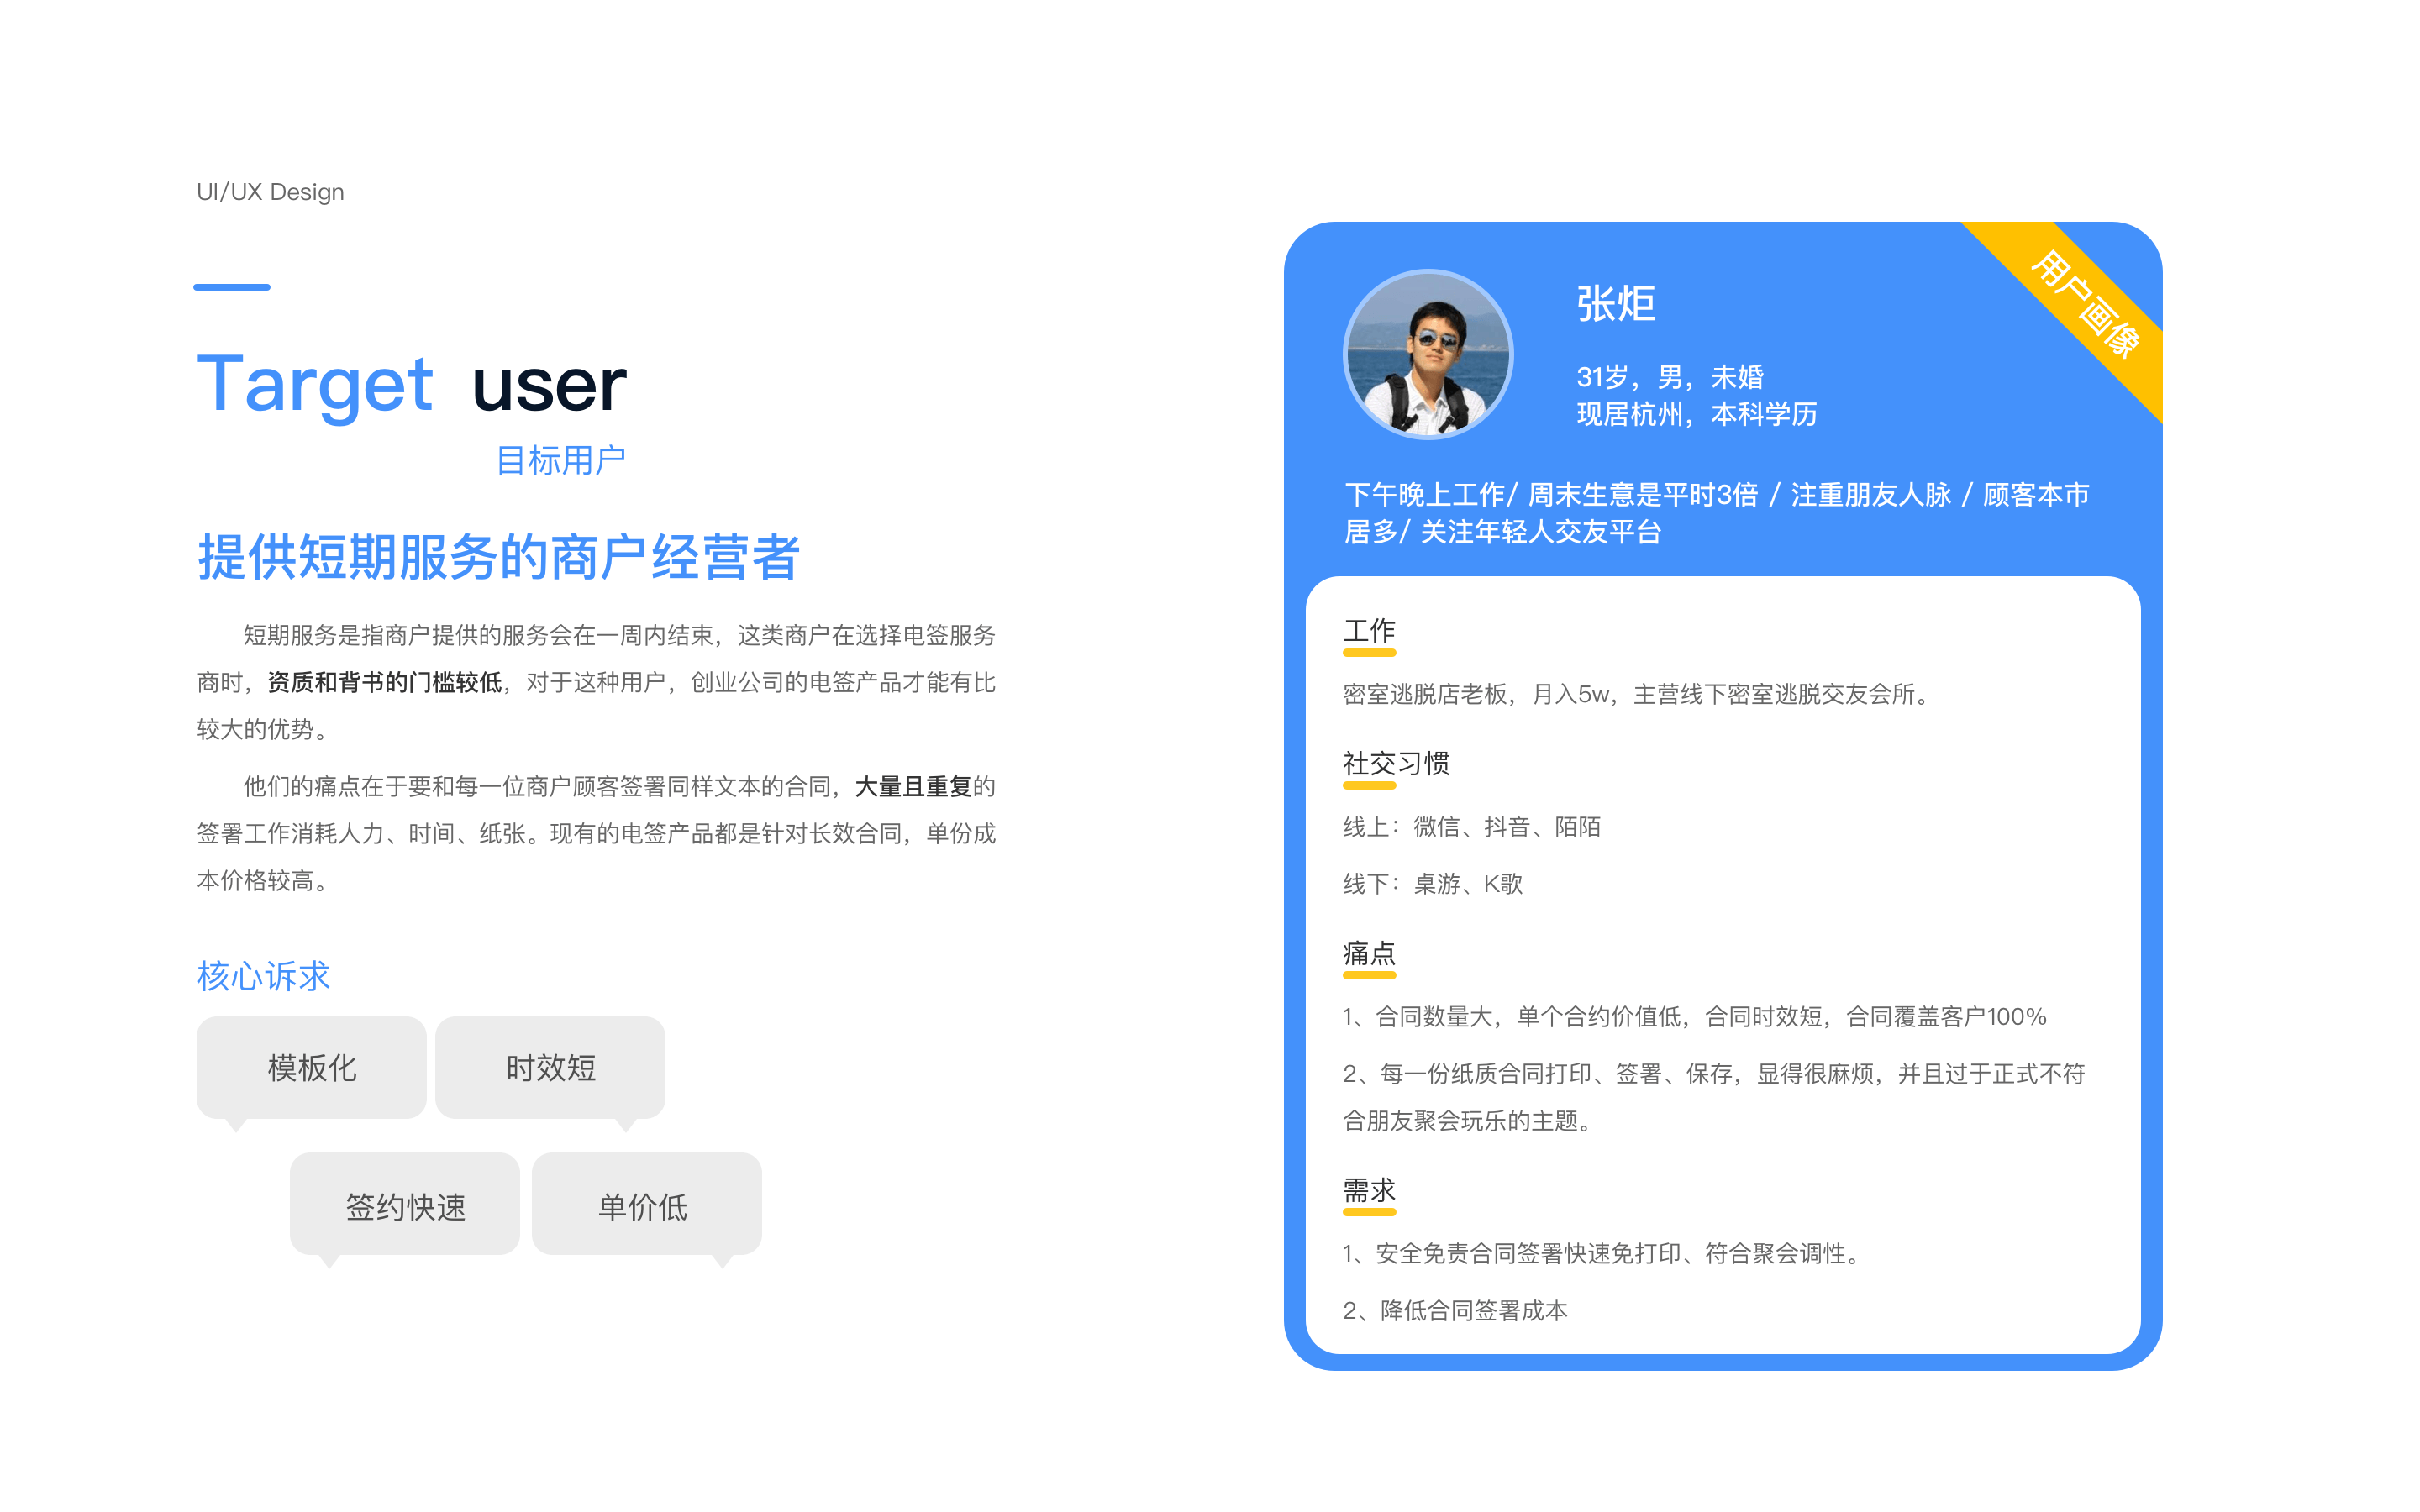 UI/UX Design
Target user
目标用户
提供短期服务的商户经营者
短期服务是指商户提供的服务会在一周内结束，这类商户在选择电签服务
商时，资质和背书的门槛较低，对于这种用户，创业公司的电签产品才能有比
较大的优势。
他们的痛点在于要和每一位商户顾客签署同样文本的合同，大量且重复的
签署工作消耗人力、时间、纸张。现有的电签产品都是针对长效合同，单份成
本价格较高。
核心诉求
模板化
时效短
签约快速
单价低
用户画像
张炬
31岁，男，未婚
现居杭州，本科学历
下午晚上工作/ 周末生意是平时3倍 / 注重朋友人脉 / 顾客本市
居多/ 关注年轻人交友平台
工作
密室逃脱店老板，月入5w，主营线下密室逃脱交友会所。
社交习惯
线上：微信、抖音、陌陌
线下：桌游、K歌
痛点
1、合同数量大，单个合约价值低，合同时效短，合同覆盖客户100%
2、每一份纸质合同打印、签署、保存，显得很麻烦，并且过于正式不符
合朋友聚会玩乐的主题。
需求
1、安全免责合同签署快速免打印、符合聚会调性。
2、降低合同签署成本